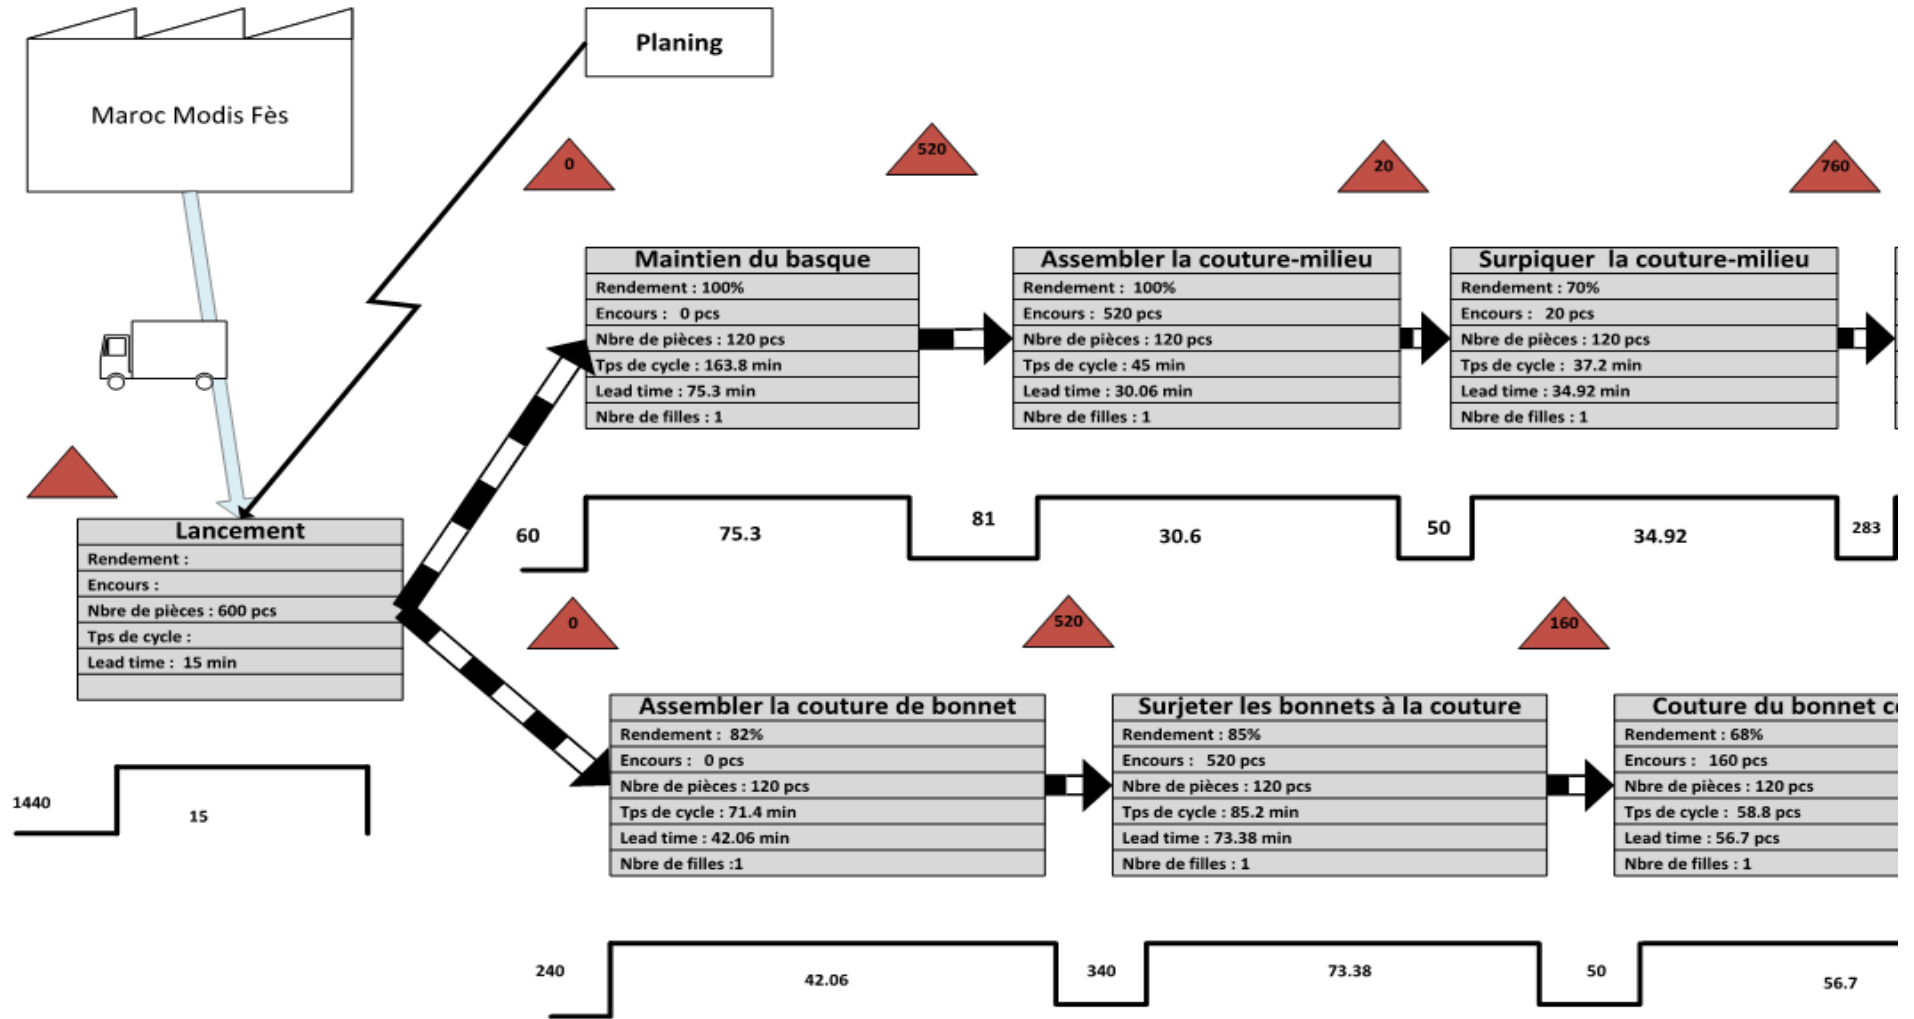 Planing
Maroc Modis Fès
0
520
20
760
Maintien du basque
Rendement : 100%
Encours :   0 pcs
Nbre de pièces : 120 pcs
Tps de cycle : 163.8 min
Lead time : 75.3 min
Nbre de filles : 1
Assembler la couture-milieu
Rendement :  100%
Encours :  520 pcs
Nbre de pièces : 120 pcs
Tps de cycle : 45 min
Lead time : 30.06 min
Nbre de filles : 1
Surpiquer  la couture-milieu
Rendement : 70%
Encours :   20 pcs
Nbre de pièces : 120 pcs
Tps de cycle :  37.2 min
Lead time : 34.92 min
Nbre de filles : 1
60
75.3
81
30.6
50
34.92
283
Lancement
Rendement :
Encours :
Nbre de pièces : 600 pcs
Tps de cycle :
Lead time :  15 min
1440
15
0
520
160
Assembler la couture de bonnet
Rendement :  82%
Encours :   0 pcs
Nbre de pièces : 120 pcs
Tps de cycle : 71.4 min
Lead time : 42.06 min
Nbre de filles :1
Surjeter les bonnets à la couture
Rendement : 85%
Encours :   520 pcs
Nbre de pièces : 120 pcs
Tps de cycle : 85.2 min
Lead time : 73.38 min
Nbre de filles : 1
Couture du bonnet
Rendement : 68%
Encours :   160 pcs
Nbre de pièces : 120 pcs
Tps de cycle :  58.8 pcs
Lead time : 56.7 pcs
Nbre de filles : 1
240
42.06
340
73.38
50
56.7